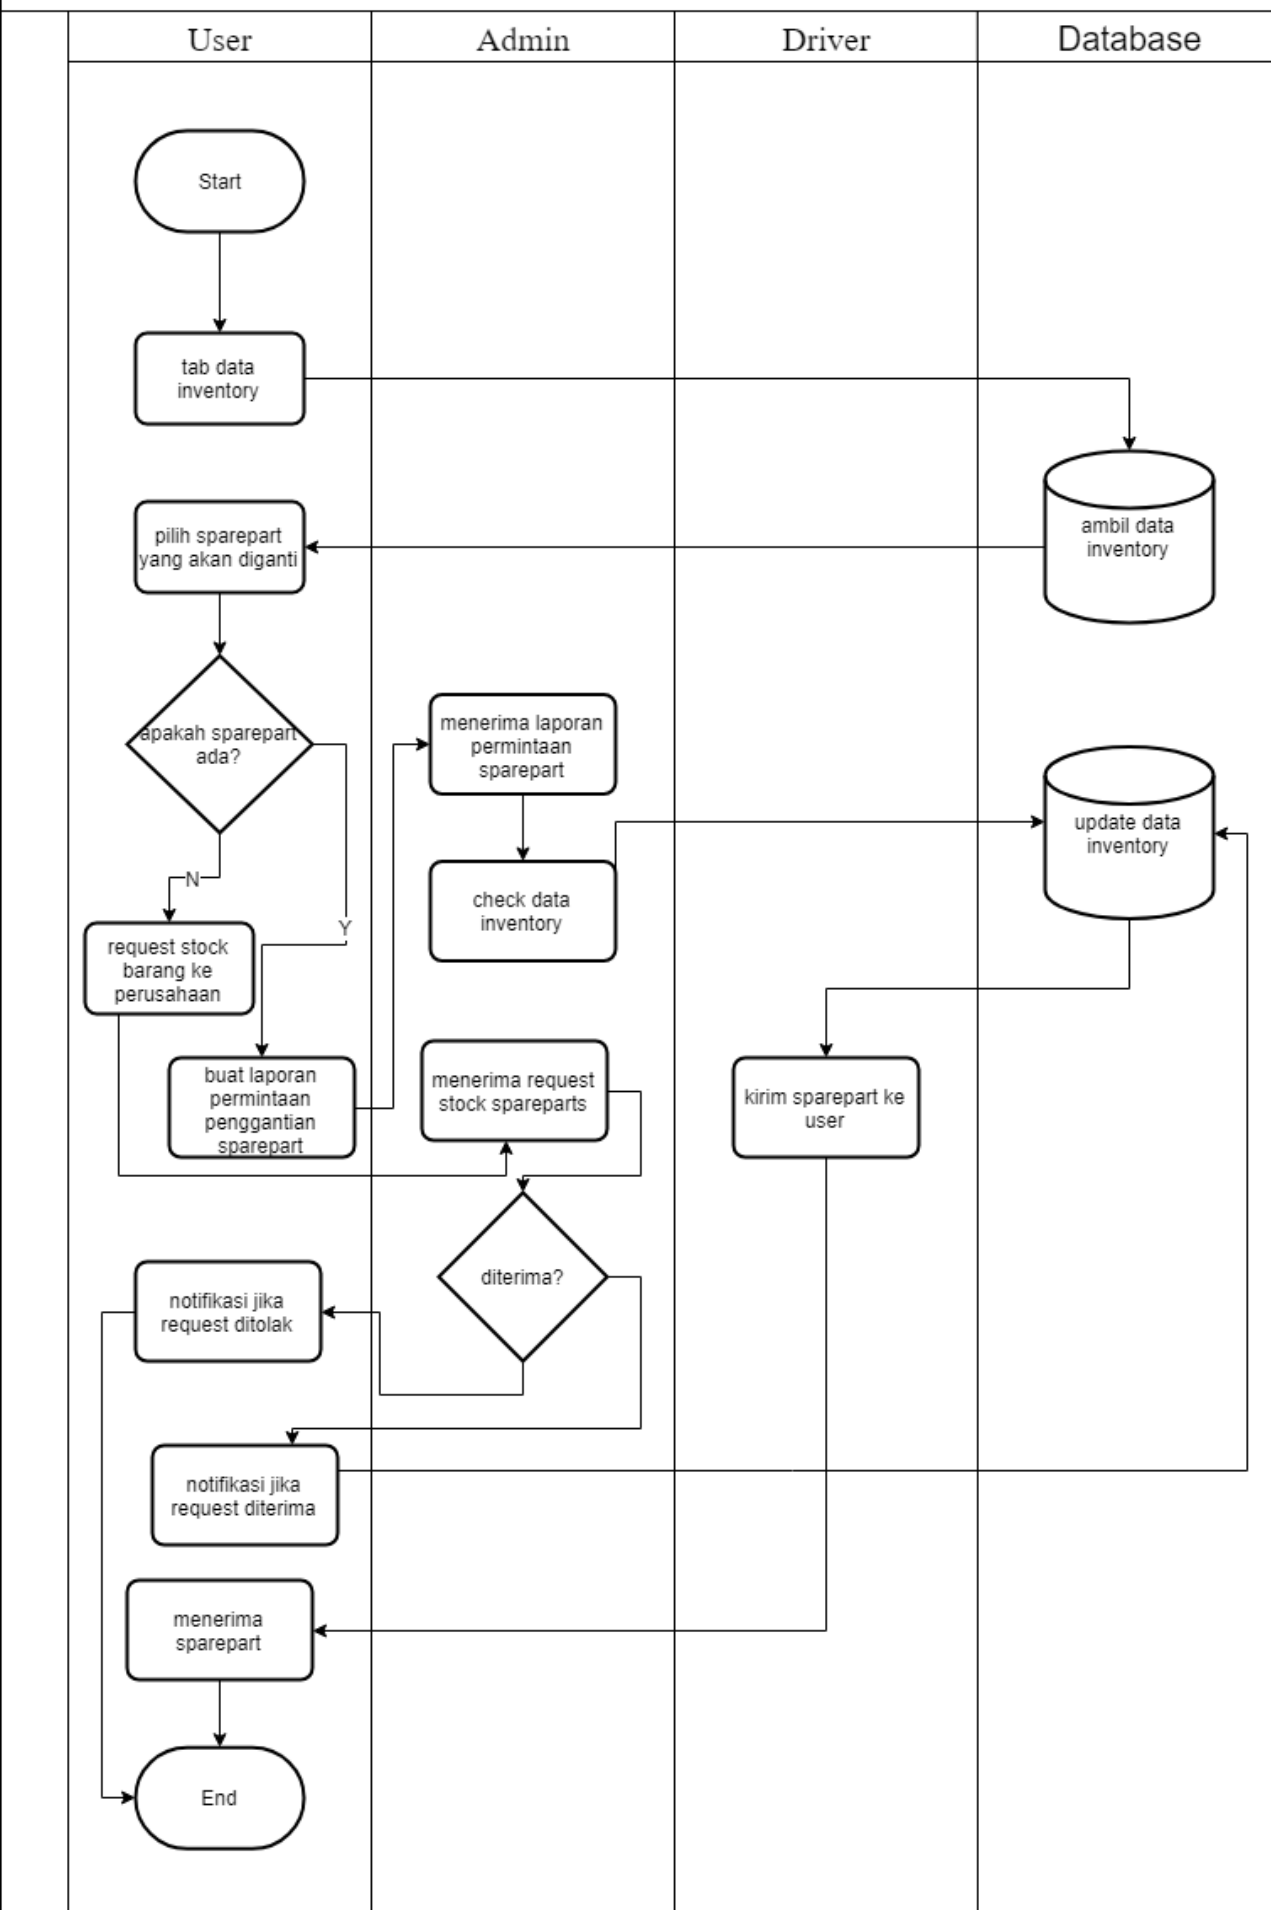 User
Admin
Driver
Database
Start
tab data
inventory
ambil data
inventory
pilih sparepart
yang akan diganti
apakah sparepart
ada?
menerima laporan
permintaan
sparepart
update data
inventory
N
check data
inventory
Y
request stock
barang ke
perusahaan
buat laporan
permintaan
penggantian
sparepart
menerima request
stock spareparts
kirim sparepart ke
user
diterima?
notifikasi jika
request ditolak
notifikasi jika
request diterima
menerima
sparepart
End